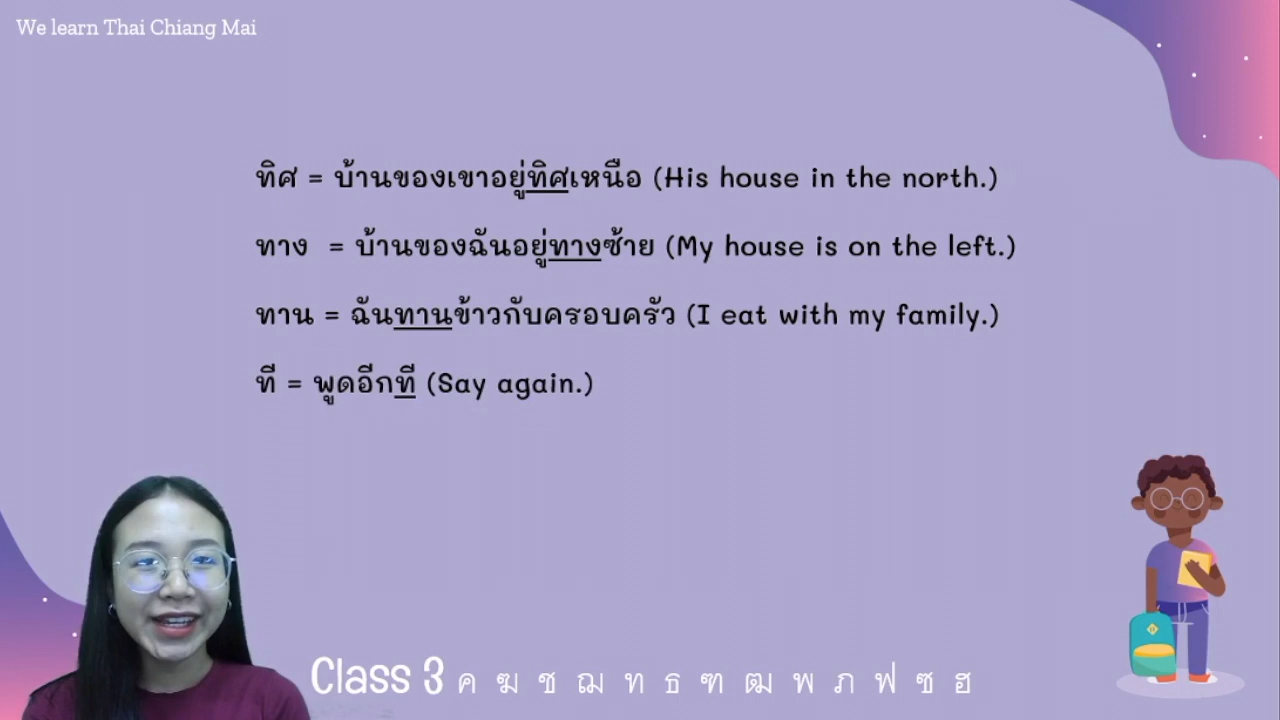 We learn Thai Chiang Mai
ทิศ = บ้านของเขาอยู่ทิศเหนือ (His house in the north.)
ทาง = บ้านของฉันอยู่ทางซ้าย (My house is on the left.)
ทาน = ฉันทานข้าวกับครอบครัว (I eat with my family.)
ที = พูดอีกที (Say again.)
Class 3 ค ฆ ช ฌ ท ธ ฑ ฒ พ ภ ฟ ซ ฮ